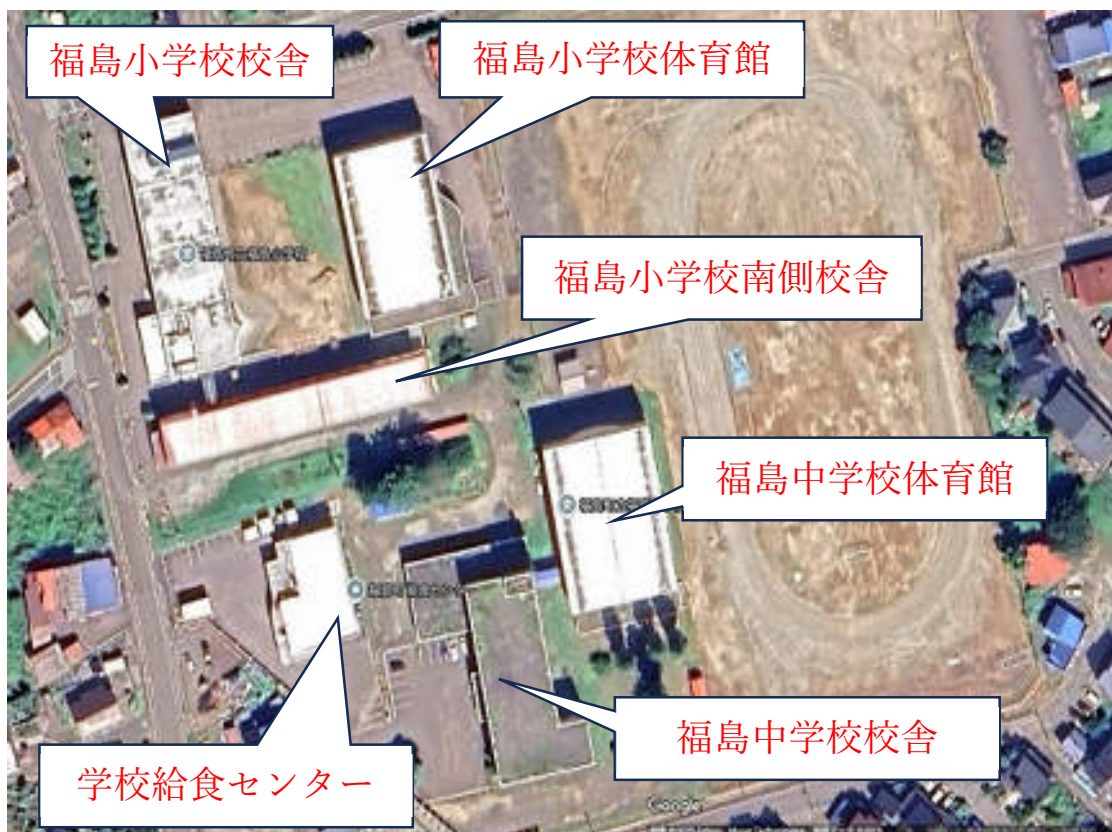 福島小学校校舎
福島小学校体育館
福島小学校南側校舎
福島中学校体育館
福島中学校校舎
学校給食センター
Google